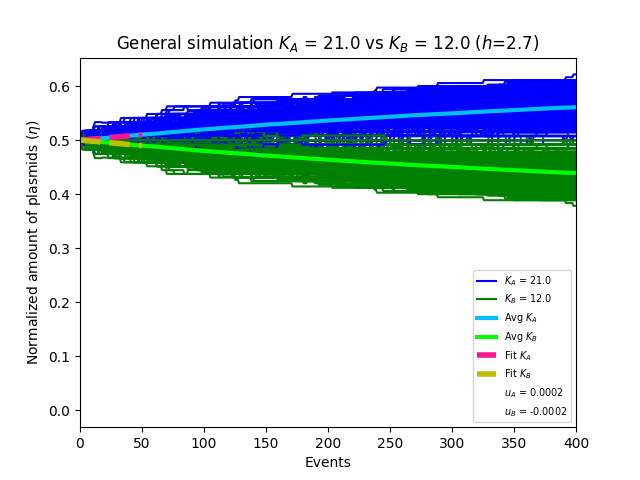 General simulation K_A = 21.0 vs K_B = 12.0 (h=2.7)
Normalized amount of plasmids (η)
0.6
0.5
0.4
0.3
0.2
0.1
0.0
K_A = 21.0
K_B = 12.0
Avg K_A
Avg K_B
Fit K_A
Fit K_B
u_A = 0.0002
u_B = -0.0002
0 50 100 150 200 250 300 350 400
Events